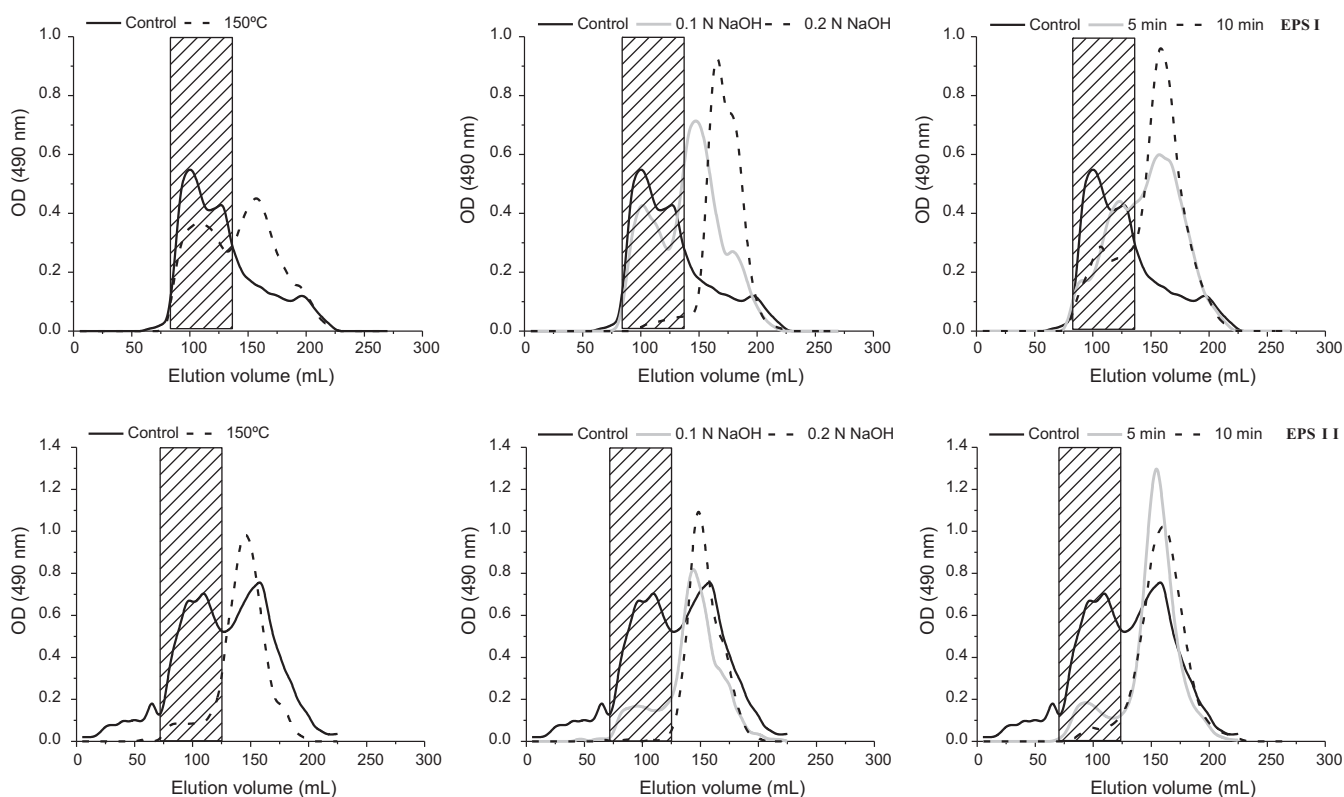 Control 150ºC
1.0
0.8
0.6
0.4
0.2
0.0
OD (490 nm)
0 50 100 150 200 250 300
Elution volume (mL)
Control 0.1 N NaOH 0.2 N NaOH
1.0
0.8
0.6
0.4
0.2
0.0
OD (490 nm)
0 50 100 150 200 250 300
Elution volume (mL)
Control 5 min 10 min EPS I
1.0
0.8
0.6
0.4
0.2
0.0
OD (490 nm)
0 50 100 150 200 250 300
Elution volume (mL)
Control 150ºC
1.4
1.2
1.0
0.8
0.6
0.4
0.2
0.0
OD (490 nm)
0 50 100 150 200 250 300
Elution volume (mL)
Control 0.1 N NaOH 0.2 N NaOH
1.4
1.2
1.0
0.8
0.6
0.4
0.2
0.0
OD (490 nm)
0 50 100 150 200 250 300
Elution volume (mL)
Control 5 min 10 min EPS I I
1.4
1.2
1.0
0.8
0.6
0.4
0.2
0.0
OD (490 nm)
0 50 100 150 200 250 300
Elution volume (mL)